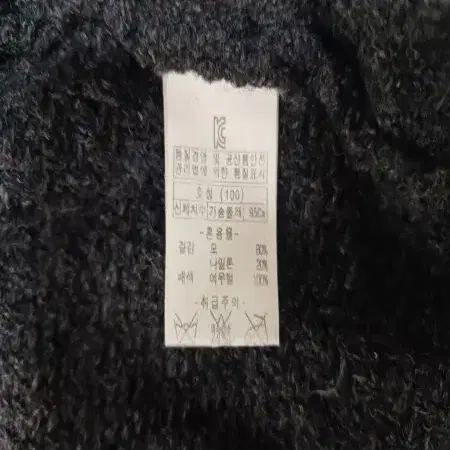 KC
품질경영 및 공산품안전
관리법에 의한 품질표시
호칭 (100)
신체치수 가슴둘레 95Cm
-혼용율-
겉감 모 80%
나일론 20%
배색 여우털 100%
-취급주의-